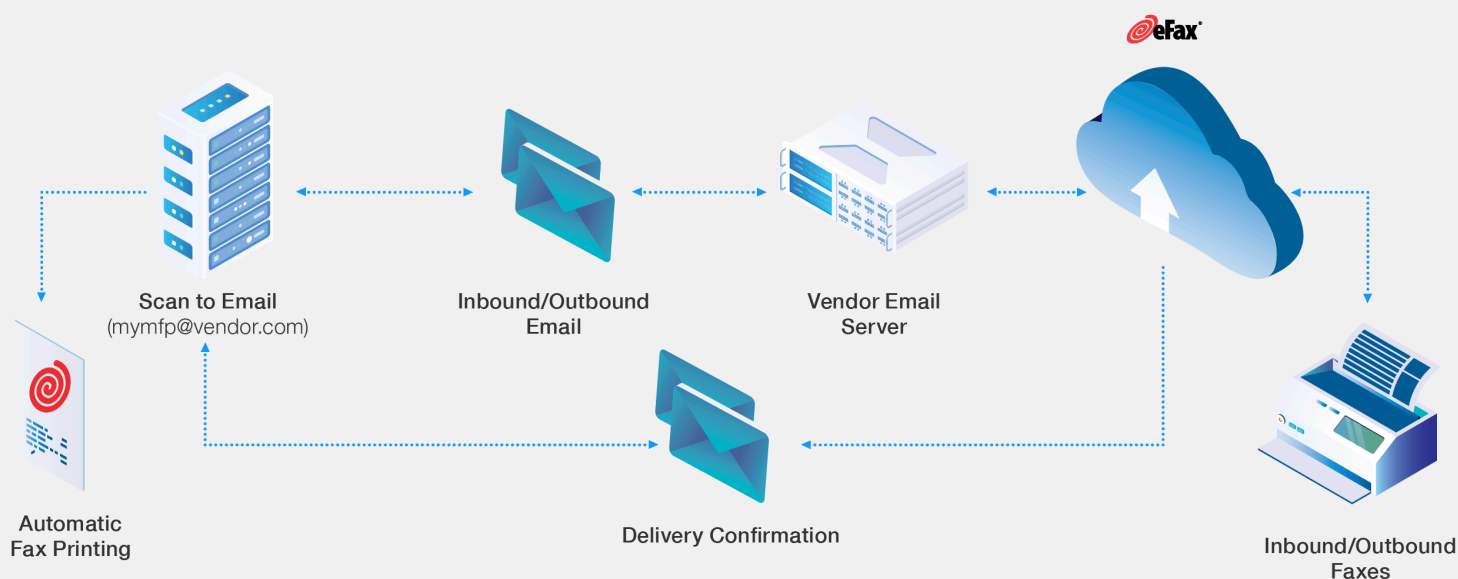 eFax®
Scan to Email
(mymfp@vendor.com)
Inbound/Outbound
Email
Vendor Email
Server
Automatic
Fax Printing
Delivery Confirmation
Inbound/Outbound
Faxes